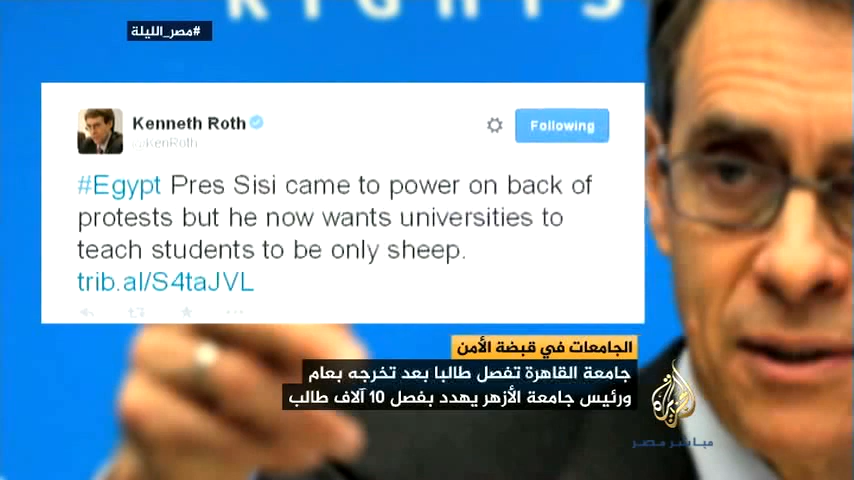 RIGHTS
#مصر_الليلة
Kenneth Roth
@KenRoth
Following
#Egypt Pres Sisi came to power on back of
protests but he now wants universities to
teach students to be only sheep.
trib.al/S4taJVL
الجامعات في قبضة الأمن
جامعة القاهرة تفصل طالبا بعد تخرجه بعام
ورئيس جامعة الأزهر يهدد بفصل 10 آلاف طالب
الجزيرة
مباشر مصر